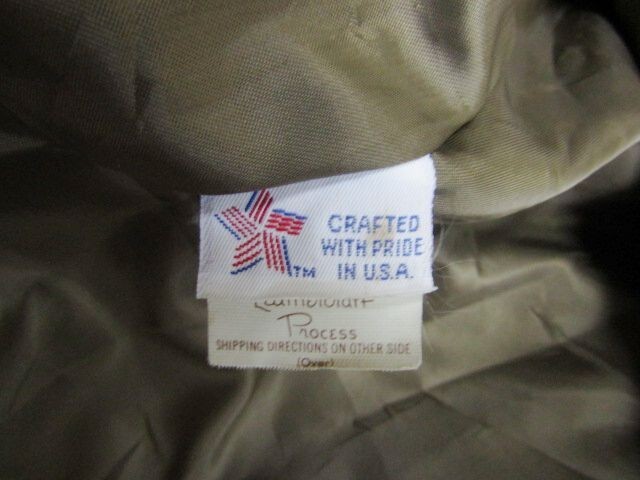 CRAFTED
WITH PRIDE
IN U.S.A.
TM
Process
SHIPPING DIRECTIONS ON OTHER SIDE
(Over)